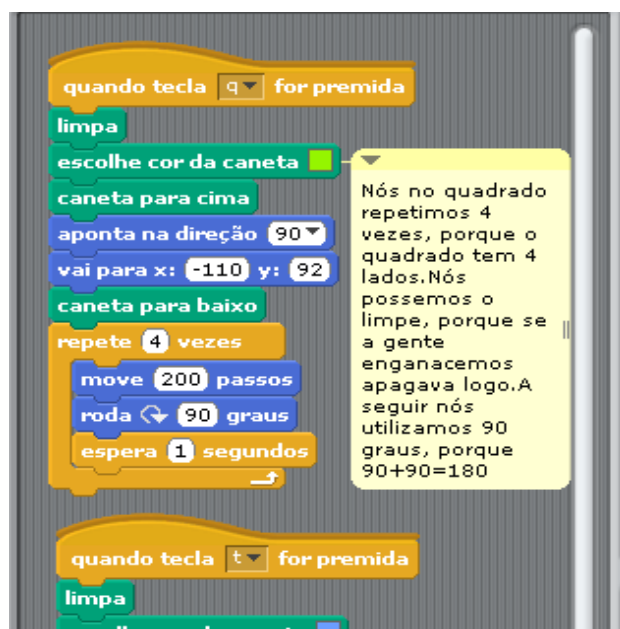 quando tecla q for premida
limpa
escolhe cor da caneta
caneta para cima
aponta na direção 90
vai para x: -110 y: 92
caneta para baixo
repete 4 vezes
move 200 passos
roda 90 graus
espera 1 segundos
Nós no quadrado
repetimos 4
vezes, porque o
quadrado tem 4
lados.Nós
possemos o
limpe, porque se
a gente
enganacemos
apagava logo.A
seguir nós
utilizamos 90
graus, porque
90+90=180
quando tecla t for premida
limpa